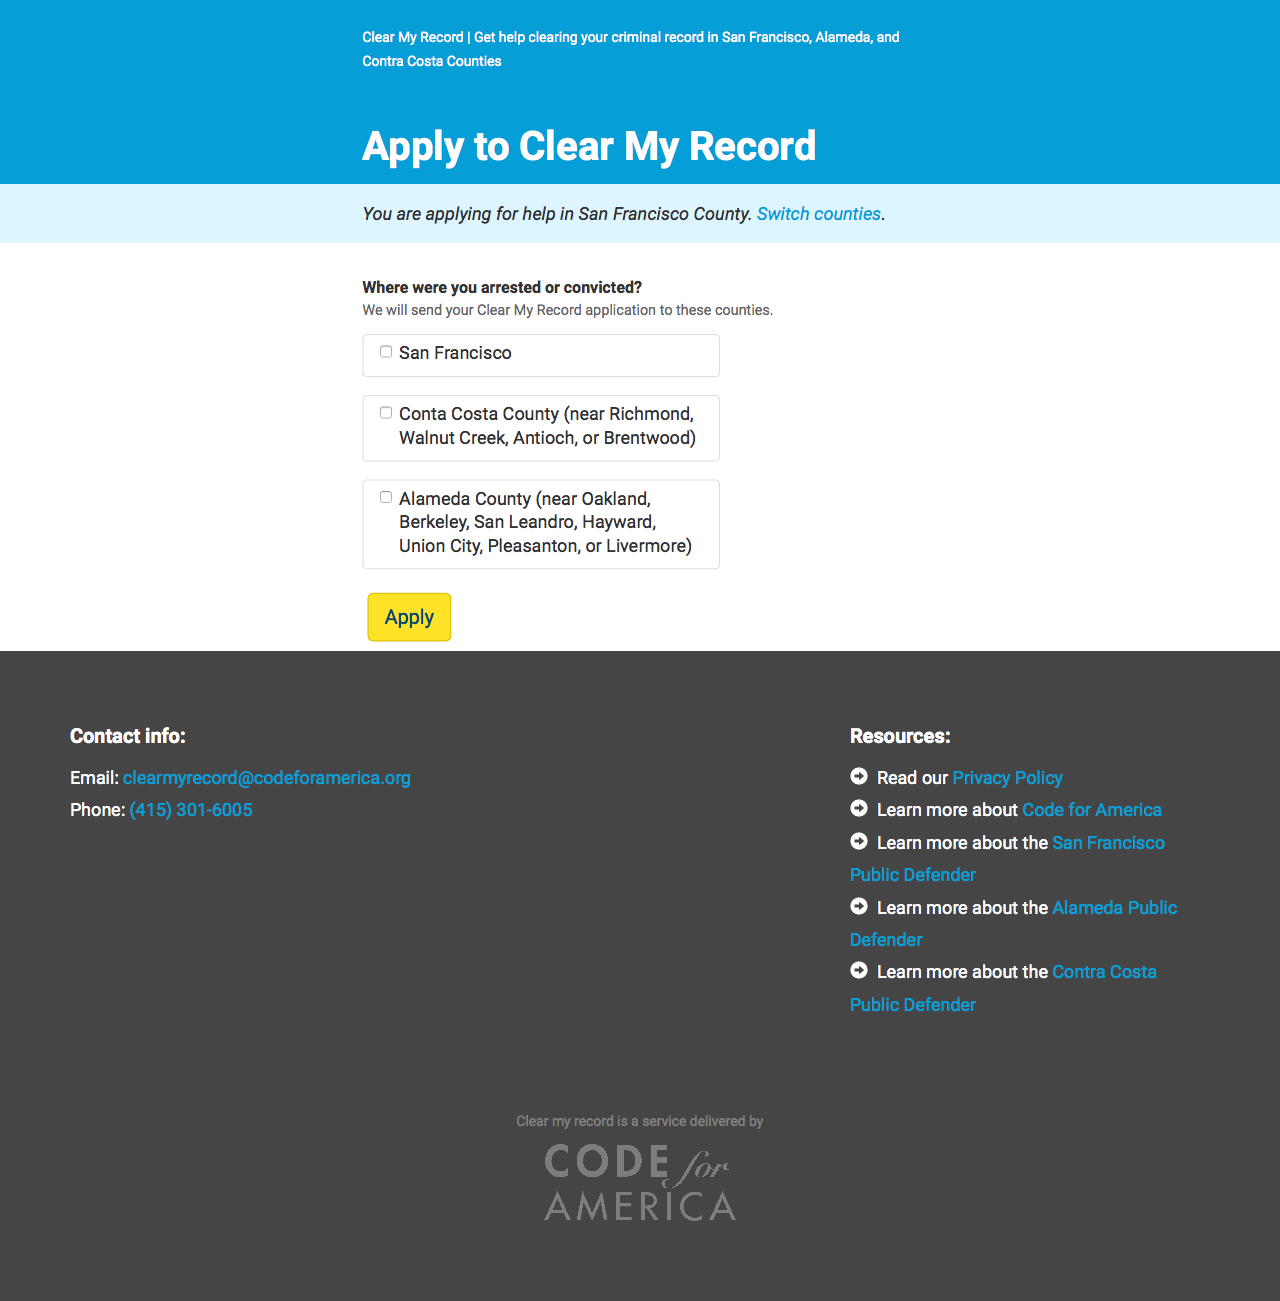 Clear My Record | Get help clearing your criminal record in San Francisco, Alameda, and
Contra Costa Counties
Apply to Clear My Record
You are applying for help in San Francisco County. Switch counties.
Where were you arrested or convicted?
We will send your Clear My Record application to these counties.
San Francisco
Conta Costa County (near Richmond,
Walnut Creek, Antioch, or Brentwood)
Alameda County (near Oakland,
Berkeley, San Leandro, Hayward,
Union City, Pleasanton, or Livermore)
Apply
Contact info:
Email: clearmyrecord@codeforamerica.org
Phone: (415) 301-6005
Resources:
Read our Privacy Policy
Learn more about Code for America
Learn more about the San Francisco
Public Defender
Learn more about the Alameda Public
Defender
Learn more about the Contra Costa
Public Defender
Clear my record is a service delivered by
CODE for
AMERICA